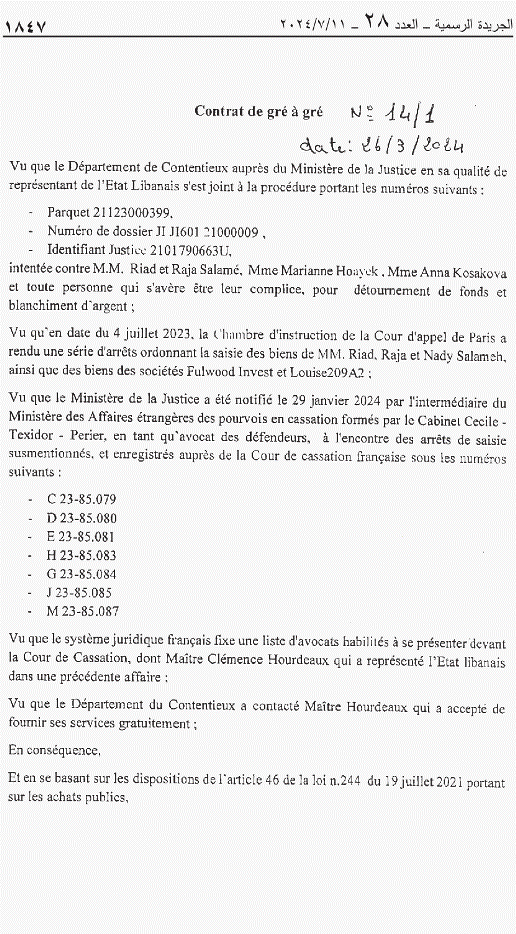 الجريدة الرسمية – العدد ٢٨ – ٢٠٢٤/٧/١١
١٨٤٧
Contrat de gré à gré N° 14/1
date: 26/3/2024
Vu que le Département de Contentieux auprès du Ministère de la Justice en sa qualité de
représentant de l'Etat Libanais s'est joint à la procédure portant les numéros suivants :
- Parquet 21123000399,
- Numéro de dossier JI JI601 21000009 ,
- Identifiant Justice 2101790663U,
intentée contre M.M. Riad et Raja Salamé, Mme Marianne Hoayek , Mme Anna Kosakova
et toute personne qui s'avère être leur complice, pour détournement de fonds et
blanchiment d'argent ;
Vu qu'en date du 4 juillet 2023, la Chambre d'instruction de la Cour d'appel de Paris a
rendu une série d'arrêts ordonnant la saisie des biens de MM. Riad, Raja et Nady Salameh,
ainsi que des biens des sociétés Fulwood Invest et Louise209A2 ;
Vu que le Ministère de la Justice a été notifié le 29 janvier 2024 par l'intermédiaire du
Ministère des Affaires étrangères des pourvois en cassation formés par le Cabinet Cecile -
Texidor - Perier, en tant qu'avocat des défendeurs, à l'encontre des arrêts de saisie
susmentionnés, et enregistrés auprès de la Cour de cassation française sous les numéros
suivants :
- C 23-85.079
- D 23-85.080
- E 23-85.081
- H 23-85.083
- G 23-85.084
- J 23-85.085
- M 23-85.087
Vu que le système juridique français fixe une liste d'avocats habilités à se présenter devant
la Cour de Cassation, dont Maître Clémence Hourdeaux qui a représenté l'Etat libanais
dans une précédente affaire ;
Vu que le Département du Contentieux a contacté Maître Hourdeaux qui a accepté de
fournir ses services gratuitement ;
En conséquence,
Et en se basant sur les dispositions de l'article 46 de la loi n.244 du 19 juillet 2021 portant
sur les achats publics,